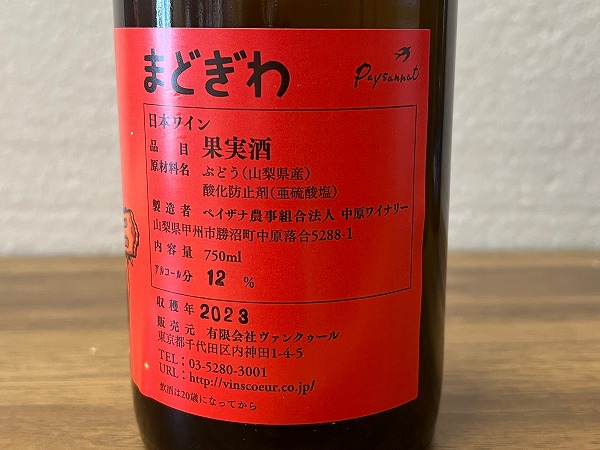 まどぎわ
Paysannat
日本ワイン
品目 果実酒
原材料名 ぶどう(山梨県産)
酸化防止剤(亜硫酸塩)
製造者 ペイザナ農事組合法人 中原ワイナリー
山梨県甲州市勝沼町中原落合5288-1
内容量 750ml
アルコール分 12 %
収穫年 2023
販売元 有限会社ヴァンクゥール
東京都千代田区内神田1-4-5
TEL:03-5280-3001
URL:http://vinscoeur.co.jp/
飲酒は20歳になってから